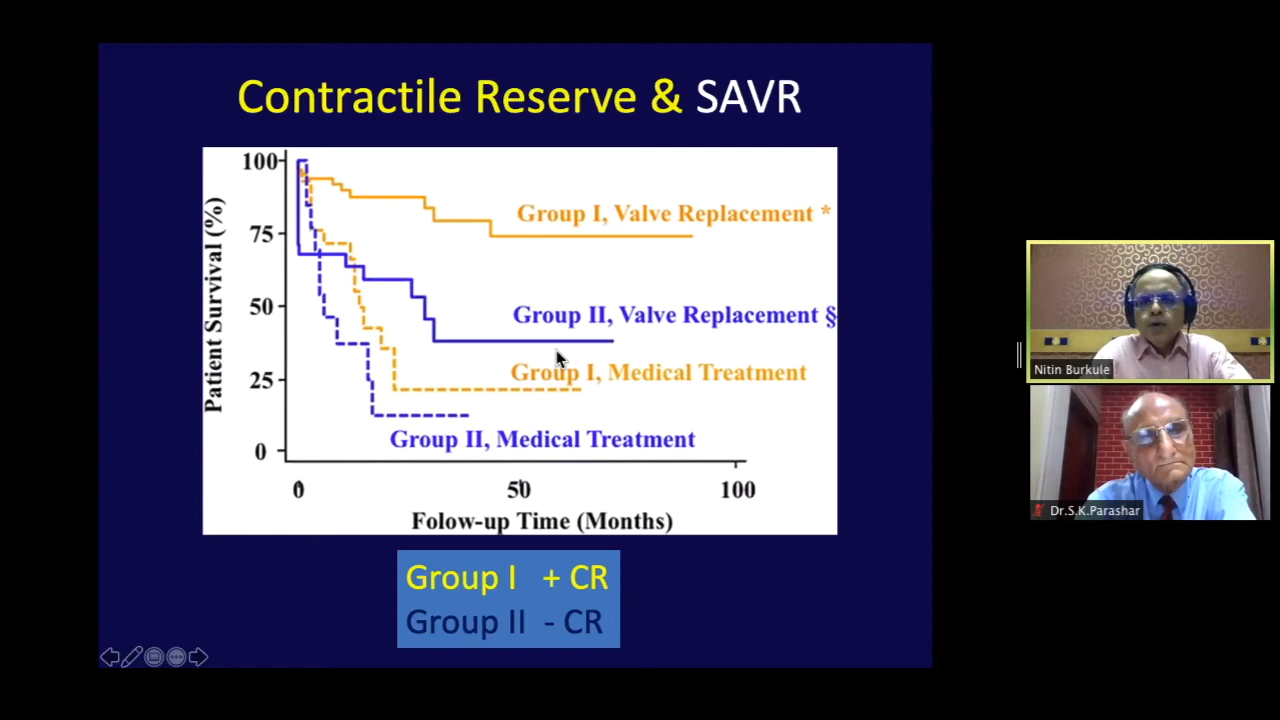 Contractile Reserve & SAVR
100
75
50
25
0
Patient Survival (%)
Group I, Valve Replacement *
Group II, Valve Replacement §
Group I, Medical Treatment
Group II, Medical Treatment
0 50 100
Folow-up Time (Months)
Group I + CR
Group II - CR
Nitin Burkule
Dr.S.K.Parashar